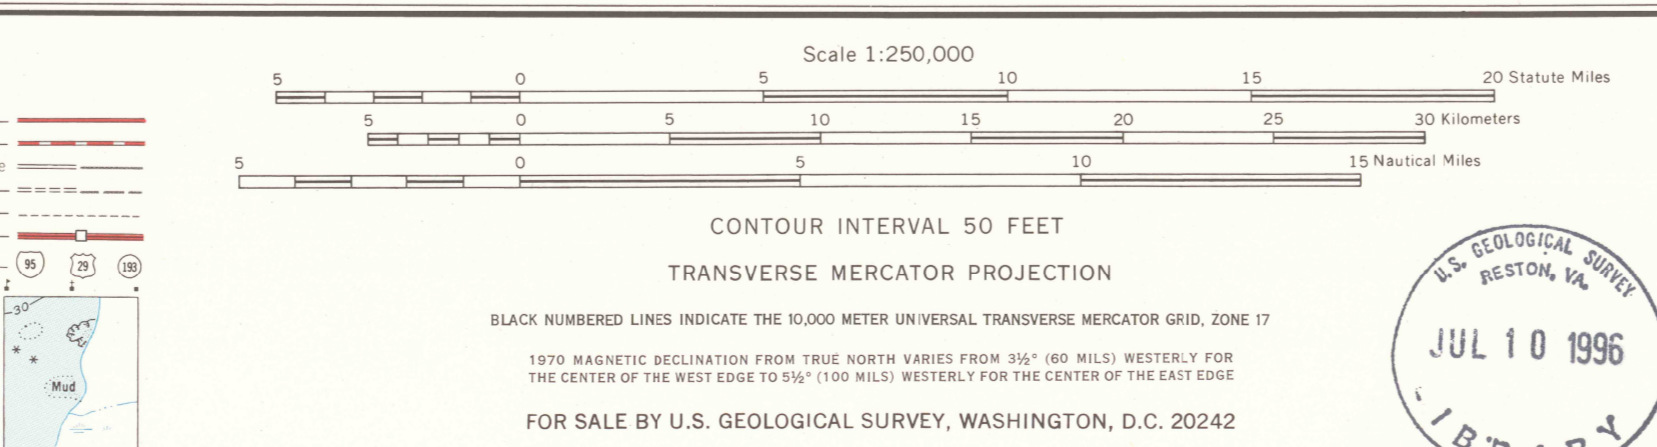 Scale 1:250,000
5 0 5 10 15 20 Statute Miles
5 0 5 10 15 20 25 30 Kilometers
5 0 5 10 15 Nautical Miles
CONTOUR INTERVAL 50 FEET
TRANSVERSE MERCATOR PROJECTION
BLACK NUMBERED LINES INDICATE THE 10,000 METER UNIVERSAL TRANSVERSE MERCATOR GRID, ZONE 17
1970 MAGNETIC DECLINATION FROM TRUE NORTH VARIES FROM 3½° (60 MILS) WESTERLY FOR
THE CENTER OF THE WEST EDGE TO 5½° (100 MILS) WESTERLY FOR THE CENTER OF THE EAST EDGE
FOR SALE BY U.S. GEOLOGICAL SURVEY, WASHINGTON, D.C. 20242
95 29 193
30
Mud
U.S. GEOLOGICAL SURVEY
RESTON, VA.
JUL 10 1996